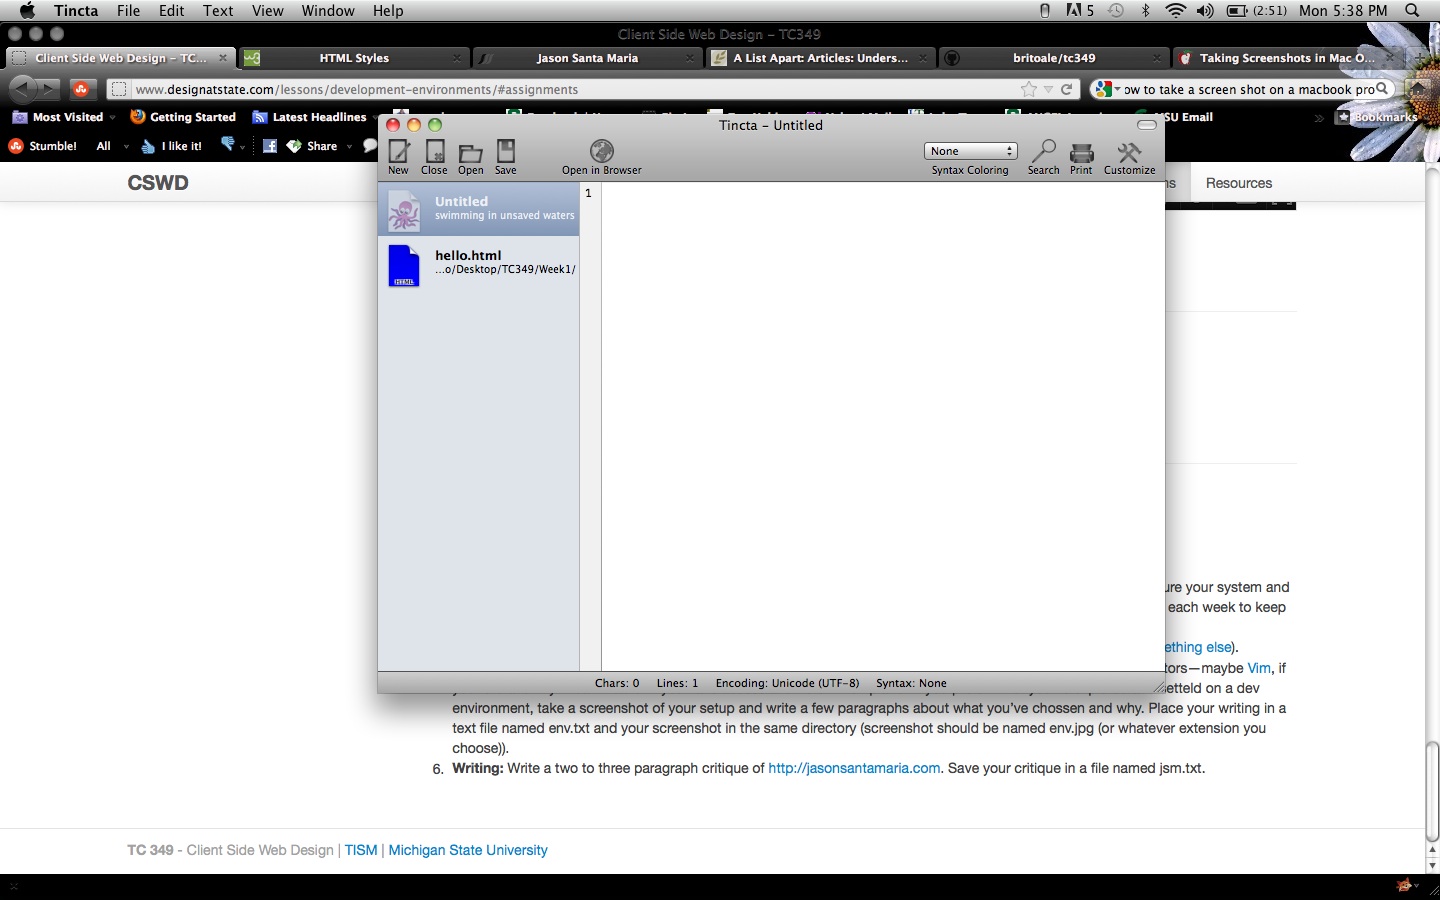 Tincta File Edit Text View Window Help 5 (2:51) Mon 5:38 PM
Client Side Web Design – TC349
Client Side Web Design – TC... HTML Styles Jason Santa Maria A List Apart: Articles: Unders... britoale/tc349 Taking Screenshots in Mac O...
www.designatstate.com/lessons/development-environments/#assignments ow to take a screen shot on a macbook pro
Most Visited Getting Started Latest Headlines SU Email Bookmarks
Stumble! All I like it! Share
Tincta – Untitled
New Close Open Save Open in Browser None Syntax Coloring Search Print Customize
CSWD ns Resources
Untitled
swimming in unsaved waters
1
hello.html
...o/Desktop/TC349/Week1/
HTML
ure your system and
each week to keep
ething else).
tors—maybe Vim, if
Chars: 0 Lines: 1 Encoding: Unicode (UTF-8) Syntax: None
setteld on a dev
environment, take a screenshot of your setup and write a few paragraphs about what you've chossen and why. Place your writing in a
text file named env.txt and your screenshot in the same directory (screenshot should be named env.jpg (or whatever extension you
choose)).
6. Writing: Write a two to three paragraph critique of http://jasonsantamaria.com. Save your critique in a file named jsm.txt.
TC 349 - Client Side Web Design | TISM | Michigan State University